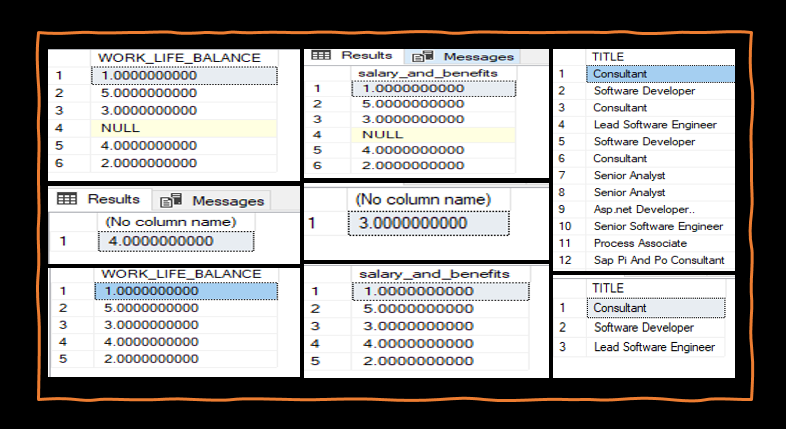 WORK_LIFE_BALANCE
1 1.0000000000
2 5.0000000000
3 3.0000000000
4 NULL
5 4.0000000000
6 2.0000000000
Results Messages
(No column name)
1 4.0000000000
WORK_LIFE_BALANCE
1 1.0000000000
2 5.0000000000
3 3.0000000000
4 4.0000000000
5 2.0000000000
Results Messages
salary_and_benefits
1 1.0000000000
2 5.0000000000
3 3.0000000000
4 NULL
5 4.0000000000
6 2.0000000000
(No column name)
1 3.0000000000
salary_and_benefits
1 1.0000000000
2 5.0000000000
3 3.0000000000
4 4.0000000000
5 2.0000000000
TITLE
1 Consultant
2 Software Developer
3 Consultant
4 Lead Software Engineer
5 Software Developer
6 Consultant
7 Senior Analyst
8 Senior Analyst
9 Asp.net Developer..
10 Senior Software Engineer
11 Process Associate
12 Sap Pi And Po Consultant
TITLE
1 Consultant
2 Software Developer
3 Lead Software Engineer